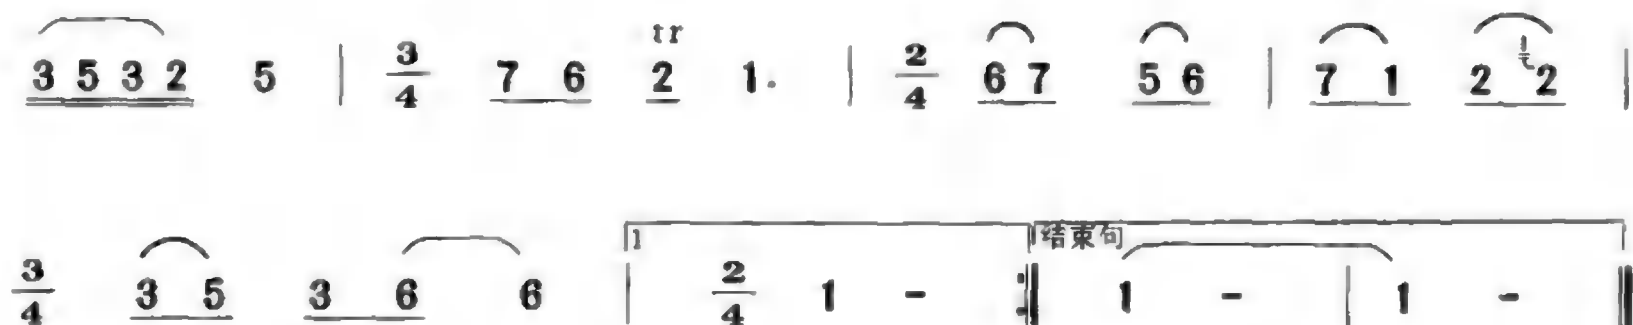 3 5 3 2 5 | 3/4 7 6 tr 2 1. | 2/4 6 7 5 6 | 7 1 2 2 |
3/4 3 5 3 6 6 | 1 2/4 1 - :‖ 结束句 1 - | 1 - ‖